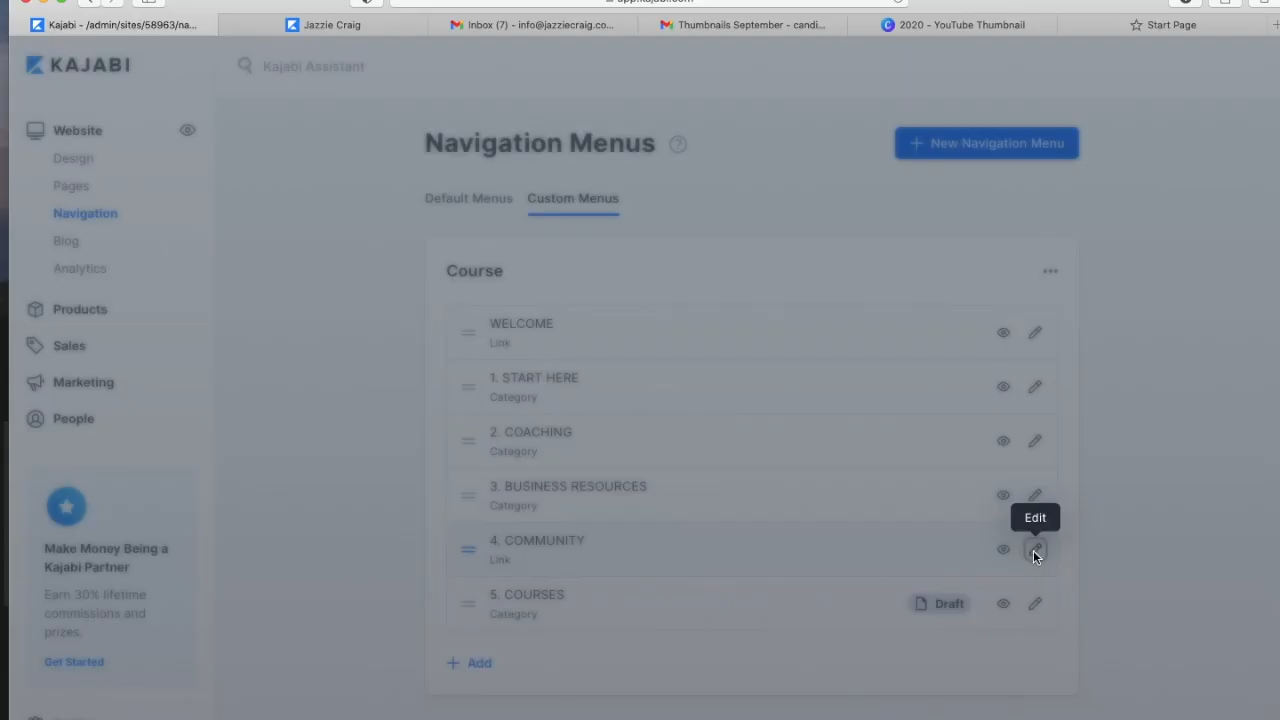 Kajabi - /admin/sites/58963/na...
Jazzie Craig
Inbox (7) - info@jazziecraig.co...
Thumbnails September - candi...
2020 - YouTube Thumbnail
Start Page
KAJABI
Kajabi Assistant
Website
Design
Pages
Navigation
Blog
Analytics
Products
Sales
Marketing
People
Make Money Being a
Kajabi Partner
Earn 30% lifetime
commissions and
prizes.
Get Started
Navigation Menus
New Navigation Menu
Default Menus
Custom Menus
Course
WELCOME
Link
1. START HERE
Category
2. COACHING
Category
3. BUSINESS RESOURCES
Category
Edit
4. COMMUNITY
Link
5. COURSES
Category
Draft
+ Add